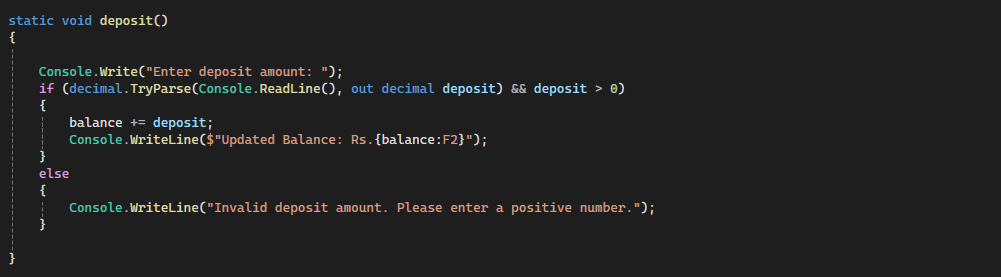 static void deposit()
{
Console.Write("Enter deposit amount: ");
if (decimal.TryParse(Console.ReadLine(), out decimal deposit) && deposit > 0)
{
balance += deposit;
Console.WriteLine($"Updated Balance: Rs.{balance:F2}");
}
else
{
Console.WriteLine("Invalid deposit amount. Please enter a positive number.");
}
}